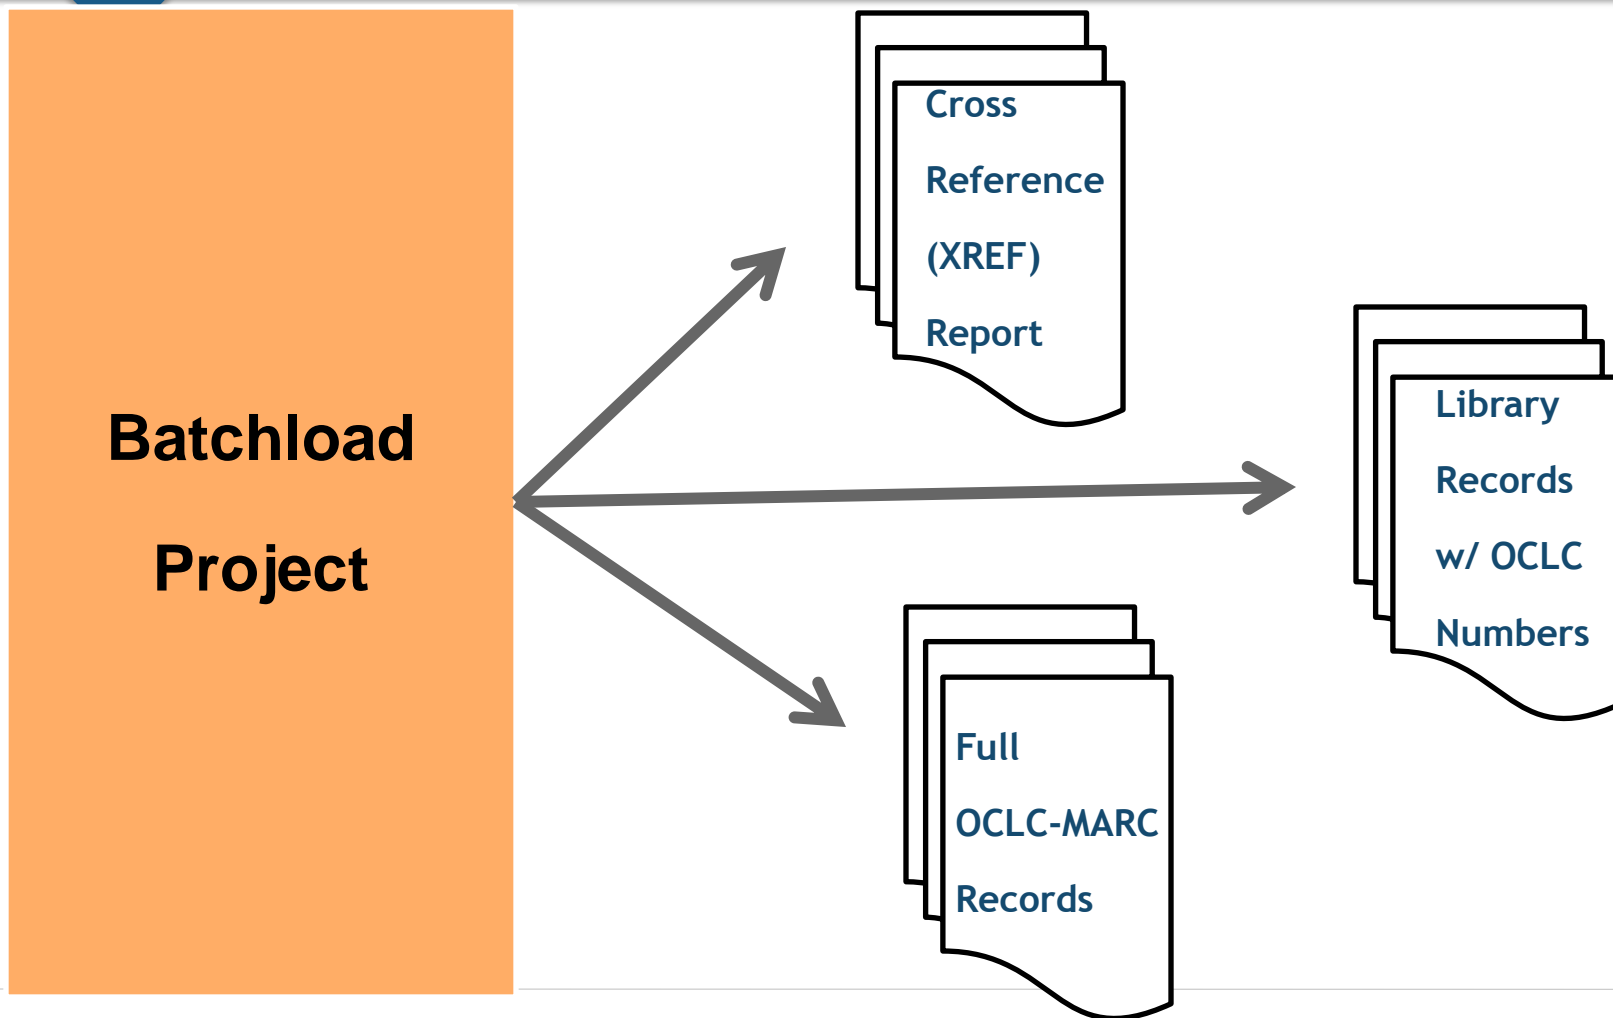 Batchload
Project
Cross
Reference
(XREF)
Report
Library
Records
w/ OCLC
Numbers
Full
OCLC-MARC
Records